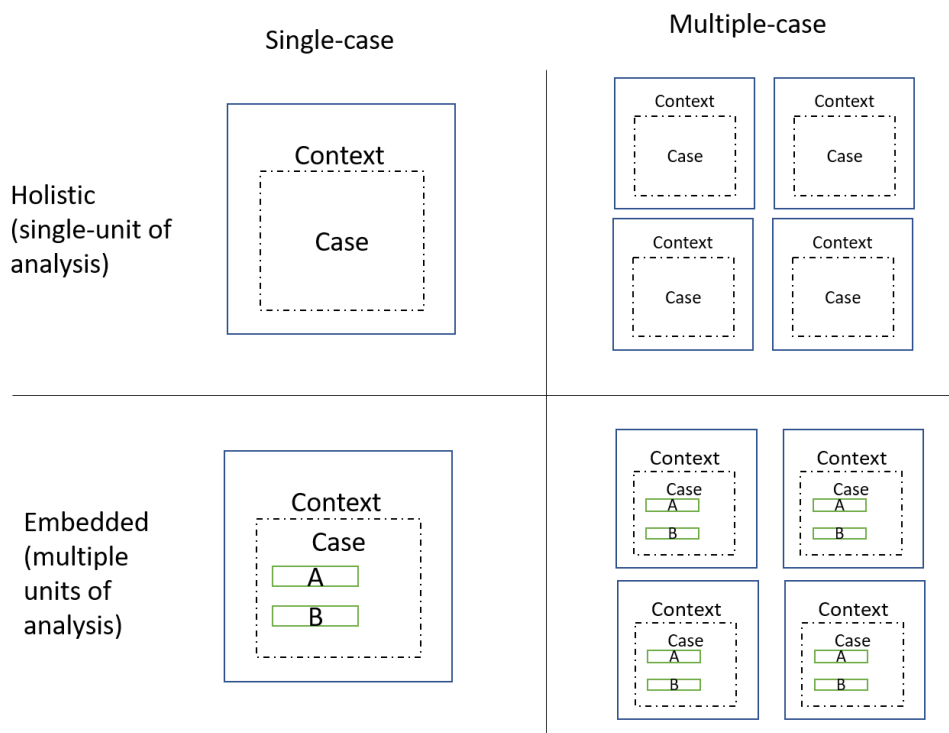 Single-case
Multiple-case
Holistic
(single-unit of
analysis)
Context
Case
Context
Case
Context
Case
Context
Case
Context
Case
Embedded
(multiple
units of
analysis)
Context
Case
A
B
Context
Case
A
B
Context
Case
A
B
Context
Case
A
B
Context
Case
A
B